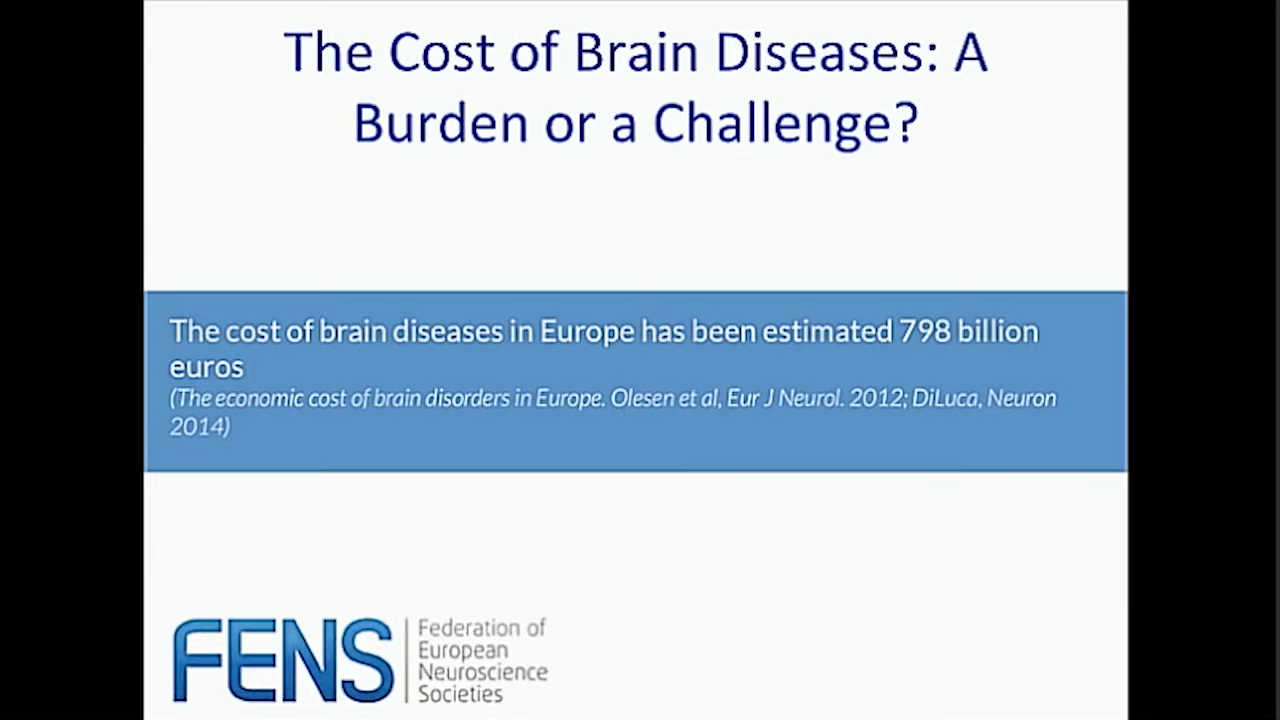 The Cost of Brain Diseases: A
Burden or a Challenge?
The cost of brain diseases in Europe has been estimated 798 billion
euros
(The economic cost of brain disorders in Europe. Olesen et al, Eur J Neurol. 2012; DiLuca, Neuron
2014)
FENS
Federation of
European
Neuroscience
Societies